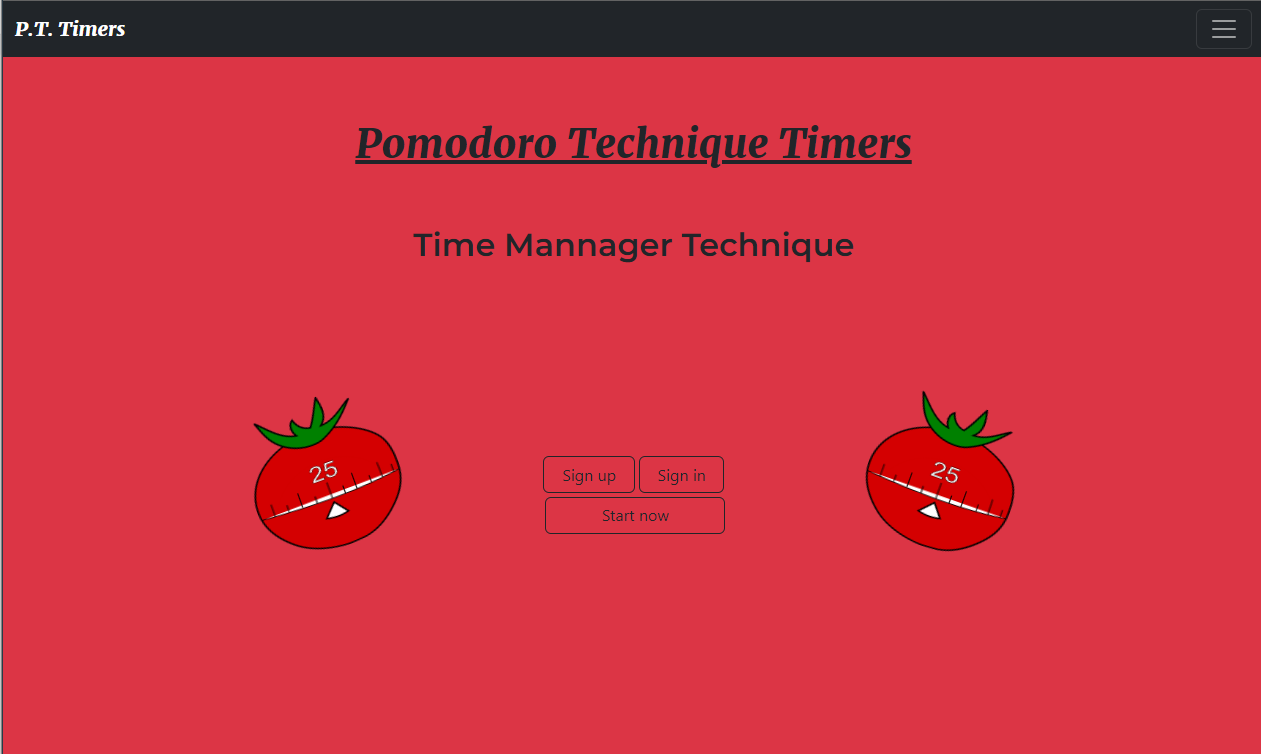 P.T. Timers
Pomodoro Technique Timers
Time Mannager Technique
25
25
Sign up
Sign in
Start now